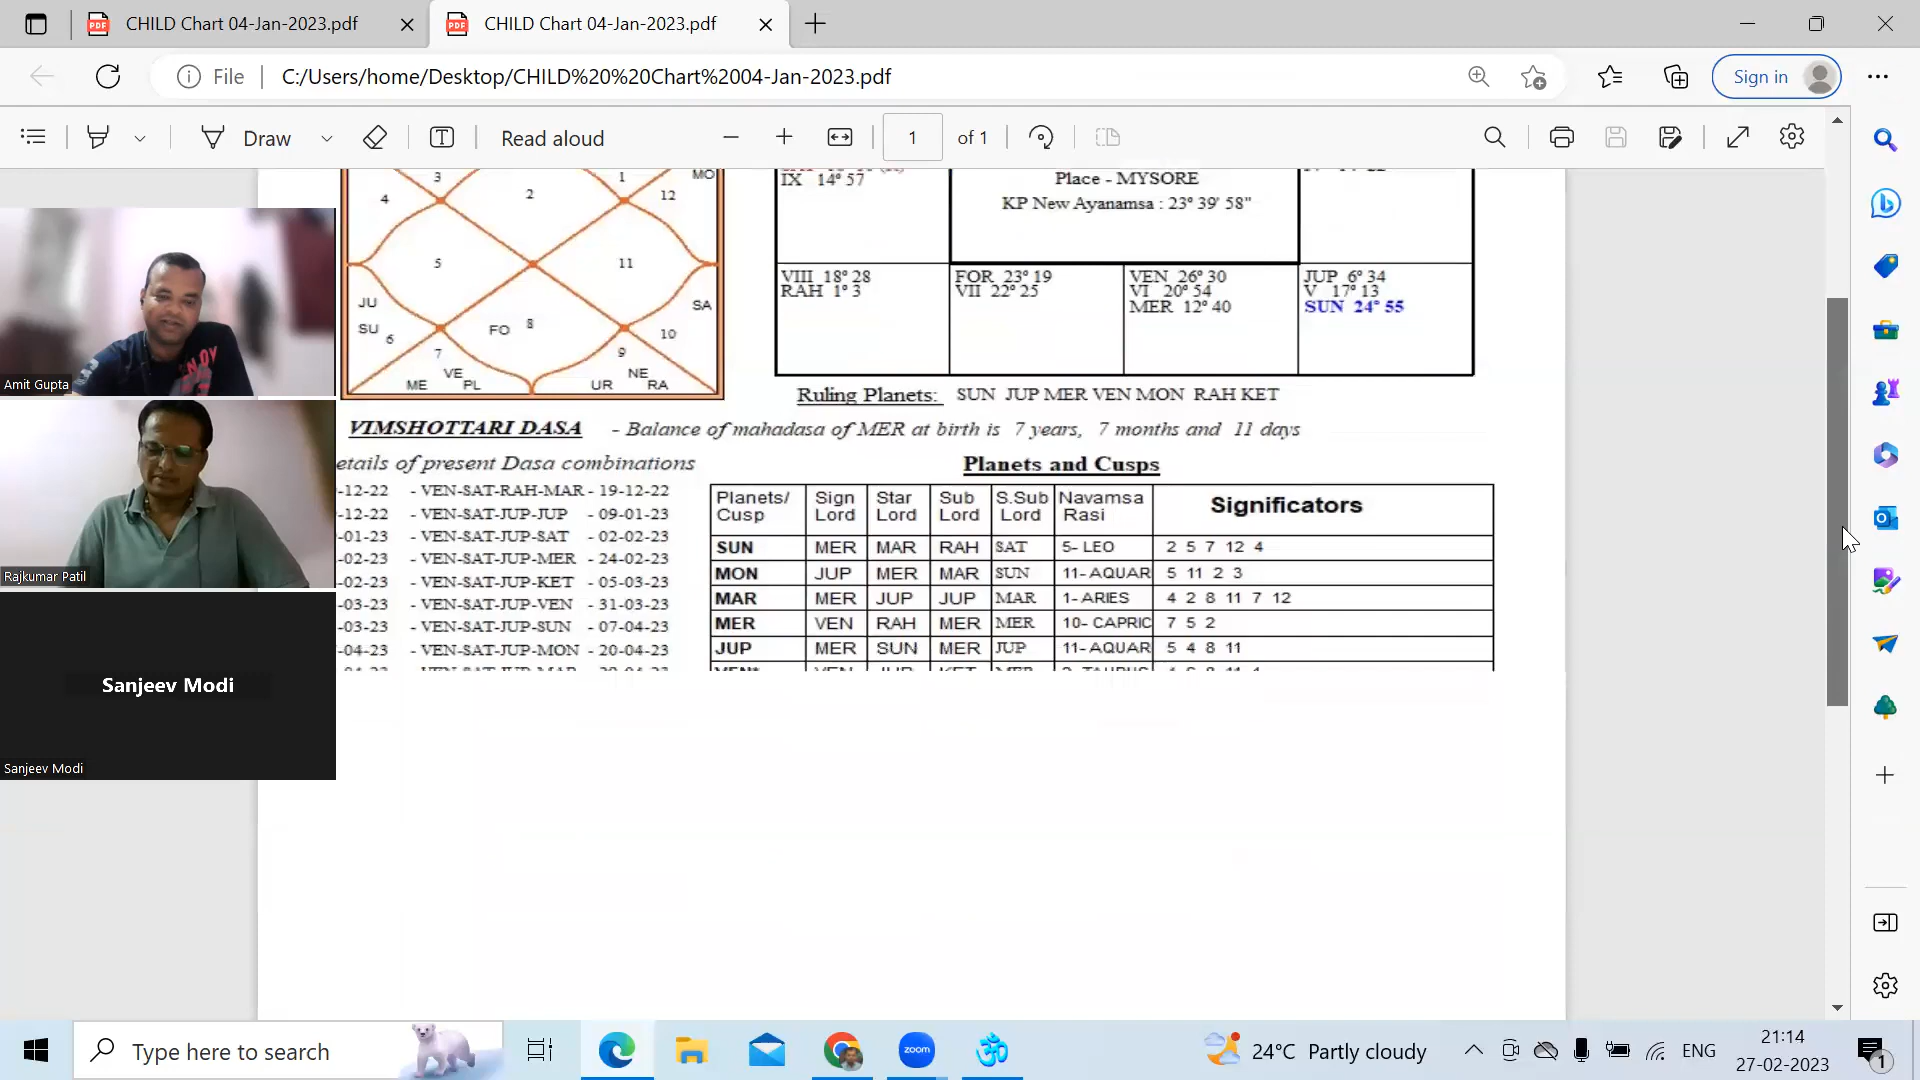 CHILD Chart 04-Jan-2023.pdf
CHILD Chart 04-Jan-2023.pdf
File
C:/Users/home/Desktop/CHILD%20%20Chart%2004-Jan-2023.pdf
Sign in
Draw
Read aloud
1 of 1
3 2 1 MO
4 12
5 11
JU SU 6
FO 8
SA 10
7 9
ME VE PL
UR NE RA
IX 14° 57
Place - MYSORE
KP New Ayanamsa : 23° 39' 58"
VIII 18° 28
RAH 1° 3
FOR 23° 19
VII 22° 25
VEN 26° 30
VI 20° 54
MER 12° 40
JUP 6° 34
V 17° 13
SUN 24° 55
Ruling Planets: SUN JUP MER VEN MON RAH KET
VIMSHOTTARI DASA - Balance of mahadasa of MER at birth is 7 years, 7 months and 11 days
etails of present Dasa combinations
-12-22 - VEN-SAT-RAH-MAR - 19-12-22
-12-22 - VEN-SAT-JUP-JUP - 09-01-23
-01-23 - VEN-SAT-JUP-SAT - 02-02-23
-02-23 - VEN-SAT-JUP-MER - 24-02-23
-02-23 - VEN-SAT-JUP-KET - 05-03-23
-03-23 - VEN-SAT-JUP-VEN - 31-03-23
-03-23 - VEN-SAT-JUP-SUN - 07-04-23
-04-23 - VEN-SAT-JUP-MON - 20-04-23
Planets and Cusps
Planets/ Cusp Sign Lord Star Lord Sub Lord S.Sub Lord Navamsa Rasi Significators
SUN MER MAR RAH SAT 5- LEO 2 5 7 12 4
MON JUP MER MAR SUN 11- AQUAR 5 11 2 3
MAR MER JUP JUP MAR 1- ARIES 4 2 8 11 7 12
MER VEN RAH MER MER 10- CAPRIC 7 5 2
JUP MER SUN MER JUP 11- AQUAR 5 4 8 11
Amit Gupta
Rajkumar Patil
Sanjeev Modi
Sanjeev Modi
Type here to search
zoom
24°C Partly cloudy
ENG
21:14
27-02-2023
1